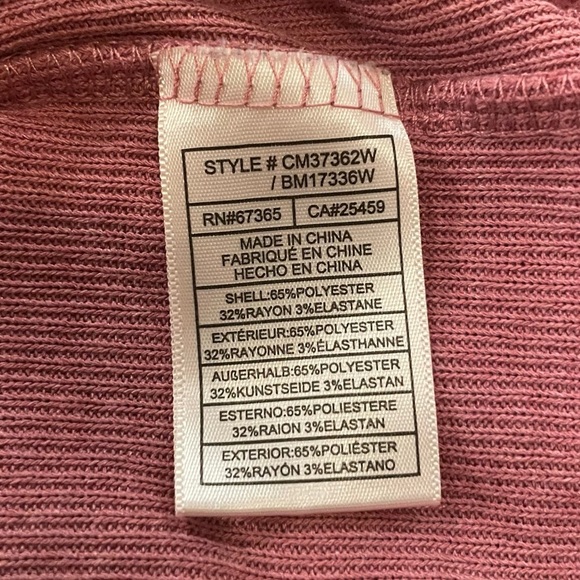 STYLE # CM37362W
/ BM17336W
RN#67365 CA#25459
MADE IN CHINA
FABRIQUÉ EN CHINE
HECHO EN CHINA
SHELL:65%POLYESTER
32%RAYON 3%ELASTANE
EXTÉRIEUR:65%POLYESTER
32%RAYONNE 3%ÉLASTHANNE
AUßERHALB:65%POLYESTER
32%KUNSTSEIDE 3%ELASTAN
ESTERNO:65%POLIESTERE
32%RAION 3%ELASTAN
EXTERIOR:65%POLIÉSTER
32%RAYÓN 3%ELASTANO